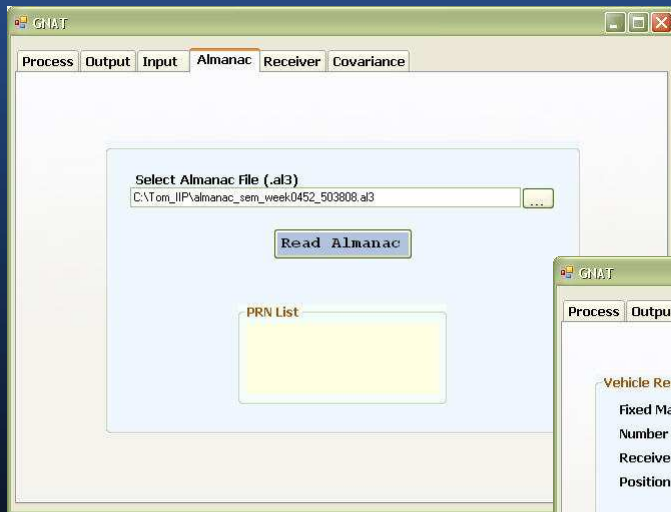 GNAT
Process Output Input Almanac Receiver Covariance
Select Almanac File (.al3)
C:\Tom_IIP\almanac_sem_week0452_503808.al3
...
Read Almanac
PRN List
GNAT
Process Outpu
Vehicle Re
Fixed Ma
Number
Receive
Position